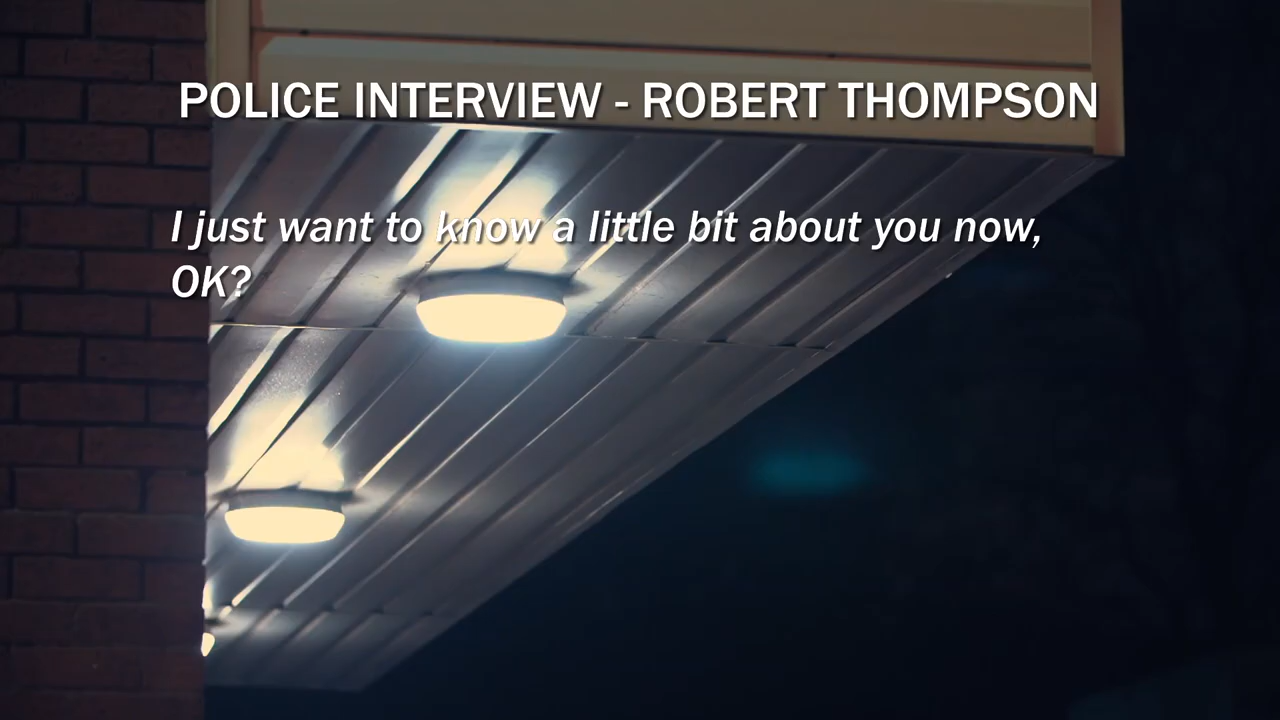 POLICE INTERVIEW - ROBERT THOMPSON
I just want to know a little bit about you now,
OK?